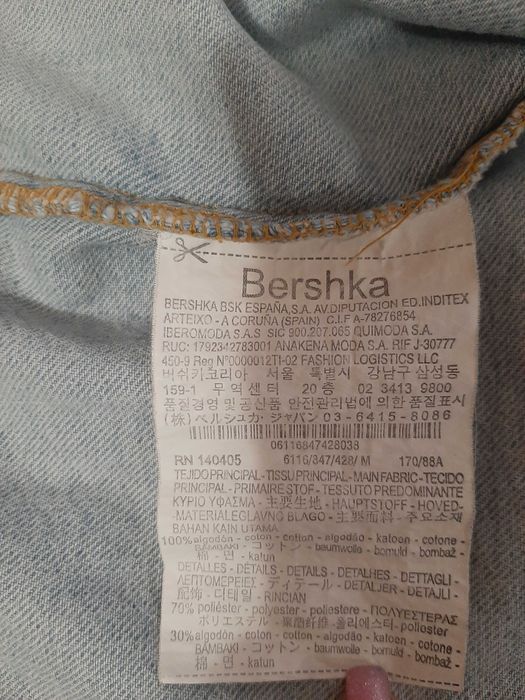 Bershka
BERSHKA BSK ESPAÑA,S.A. AV.DIPUTACION ED.INDITEX
ARTEIXO - A CORUÑA (SPAIN) C.I.F A-78276854
IBEROMODA S.A.S SIC 900.207.065 QUIMODA S.A.
RUC: 1792342783001 ANAKENA MODA S.A. RIF J-30777
450-9 Reg Nº0000012TI-02 FASHION LOGISTICS LLC
버쉬카코리아 서울 특별시 강남구 삼성동
159-1 무역센터 20층 02 3413 9800
품질경영 및 공산품 안전관리법에 의한 품질표시
(株) ベルシュカ・ジャパン 03-6415-8086
06116847428038
RN 140405 6116/847/428/ M 170/88A
TEJIDO PRINCIPAL - TISSU PRINCIPAL - MAIN FABRIC - TECIDO
PRINCIPAL - PRIMAIRE STOF - TESSUTO PREDOMINANTE
ΚΥΡΙΟ ΥΦΑΣΜΑ - 主要生地 - HAUPTSTOFF - HOVED-
MATERIALE GLAVNO BLAGO - 主要面料 - 주요소재
BAHAN KAIN UTAMA
100%algodón - coton - cotton - algodão - katoen - cotone -
BAMBAKI - コットン - baumwolle - bomuld - bombaž -
棉 - 면 - katun
DETALLES - DÉTAILS - DETAILS - DETALHES - DETTAGLI -
ΛΕΠΤΟΜΕΡΕΙΕΣ - ディテール - DETALJER - DETAJLI -
配饰 - 디테일 - RINCIAN
70% poliéster - polyester - poliestere - ΠΟΛΥΕΣΤΕΡΑΣ
ポリエステル - 聚酯纤维 - 폴리에스터 - poliester
30%algodón - coton - cotton - algodão - katoen - cotone -
BAMBAKI - コットン - baumwolle - bomuld - bombaž -
棉 - 면 - katun